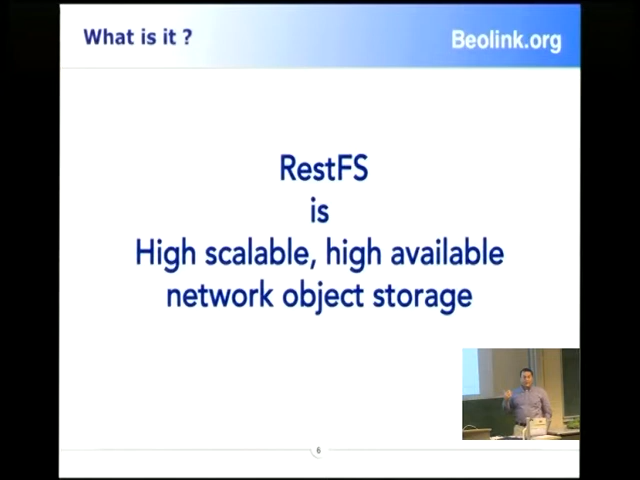 What is it ?
Beolink.org
RestFS
is
High scalable, high available
network object storage
6